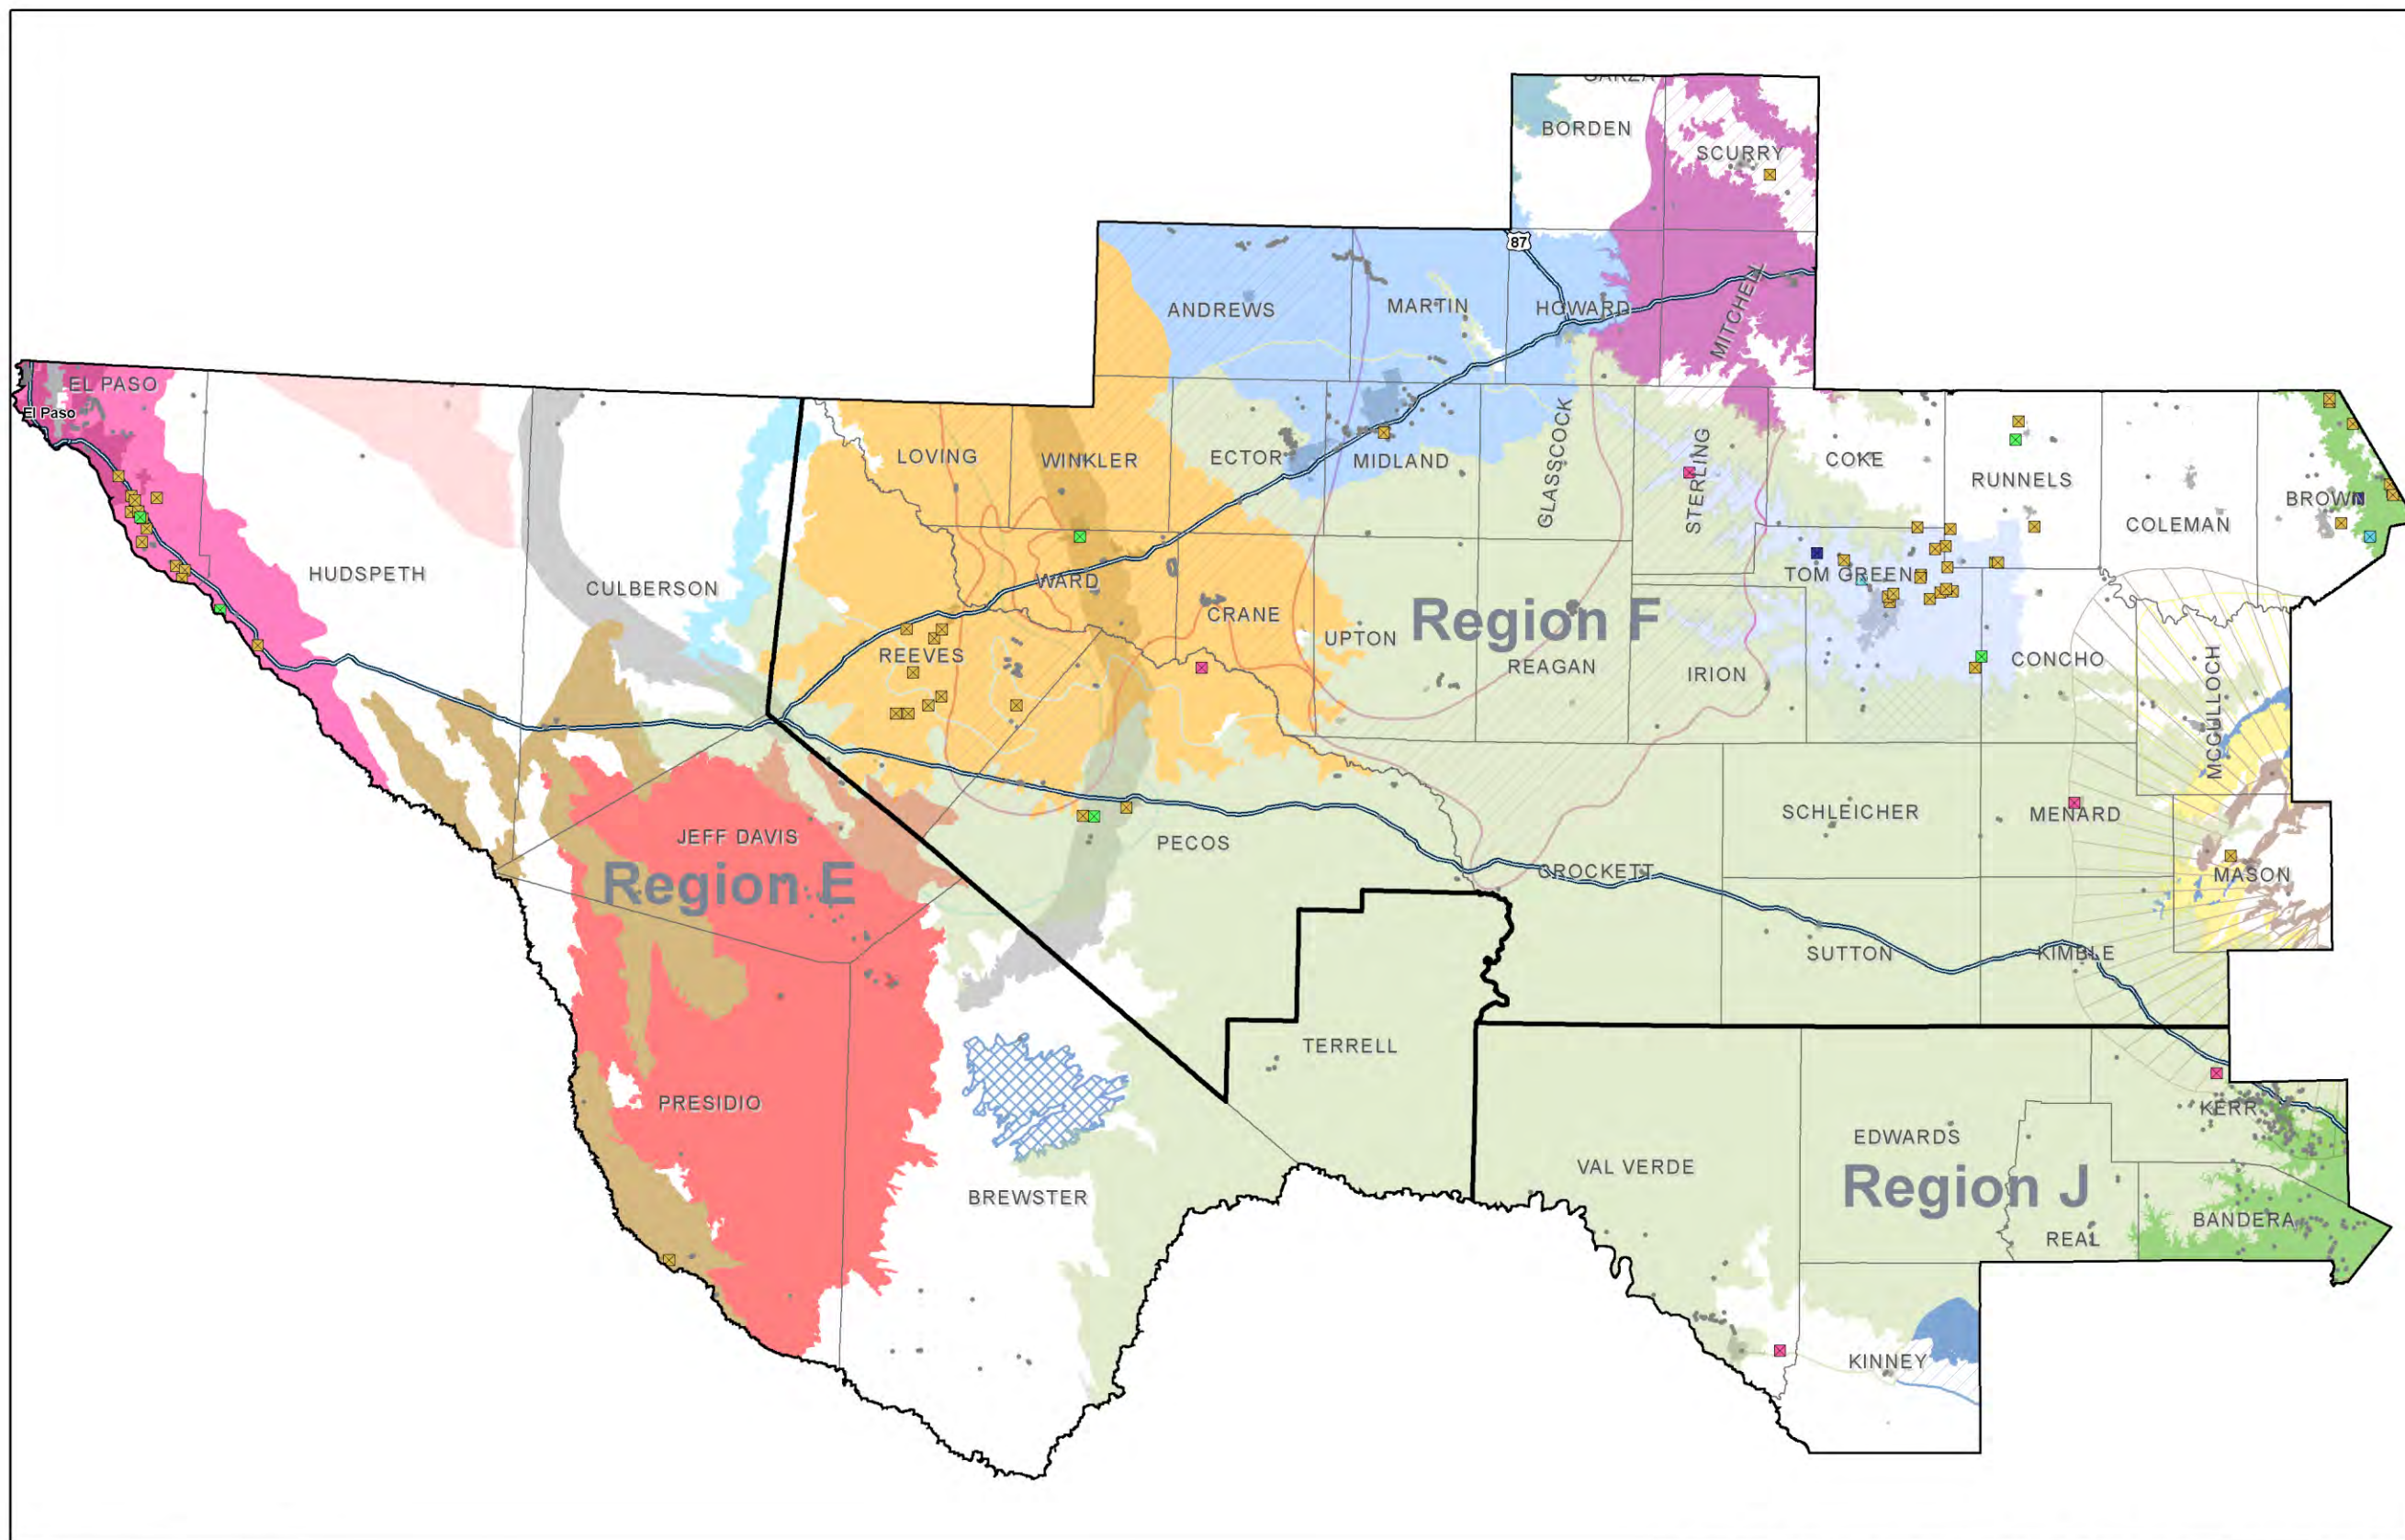 GARZA
BORDEN
SCURRY
87
ANDREWS
MARTIN
HOWARD
MITCHELL
EL PASO
El Paso
LOVING
WINKLER
ECTOR
MIDLAND
GLASSCOCK
STERLING
COKE
RUNNELS
COLEMAN
BROWN
HUDSPETH
CULBERSON
WARD
CRANE
REEVES
UPTON
Region F
REAGAN
IRION
TOM GREEN
CONCHO
MCCULLOCH
JEFF DAVIS
Region E
PECOS
CROCKETT
SCHLEICHER
MENARD
MASON
SUTTON
KIMBLE
TERRELL
PRESIDIO
BREWSTER
VAL VERDE
EDWARDS
KERR
Region J
REAL
BANDERA
KINNEY